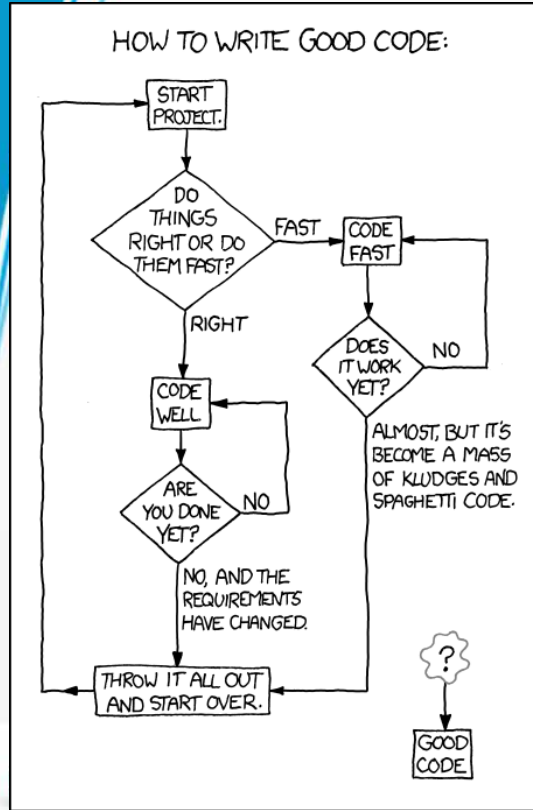 HOW TO WRITE GOOD CODE:
START
PROJECT.
DO
THINGS
RIGHT OR DO
THEM FAST?
FAST
CODE
FAST
RIGHT
DOES
IT WORK
YET?
NO
CODE
WELL
ALMOST, BUT IT'S
BECOME A MASS
OF KLUDGES AND
SPAGHETTI CODE.
ARE
YOU DONE
YET?
NO
NO, AND THE
REQUIREMENTS
HAVE CHANGED.
THROW IT ALL OUT
AND START OVER.
?
GOOD
CODE